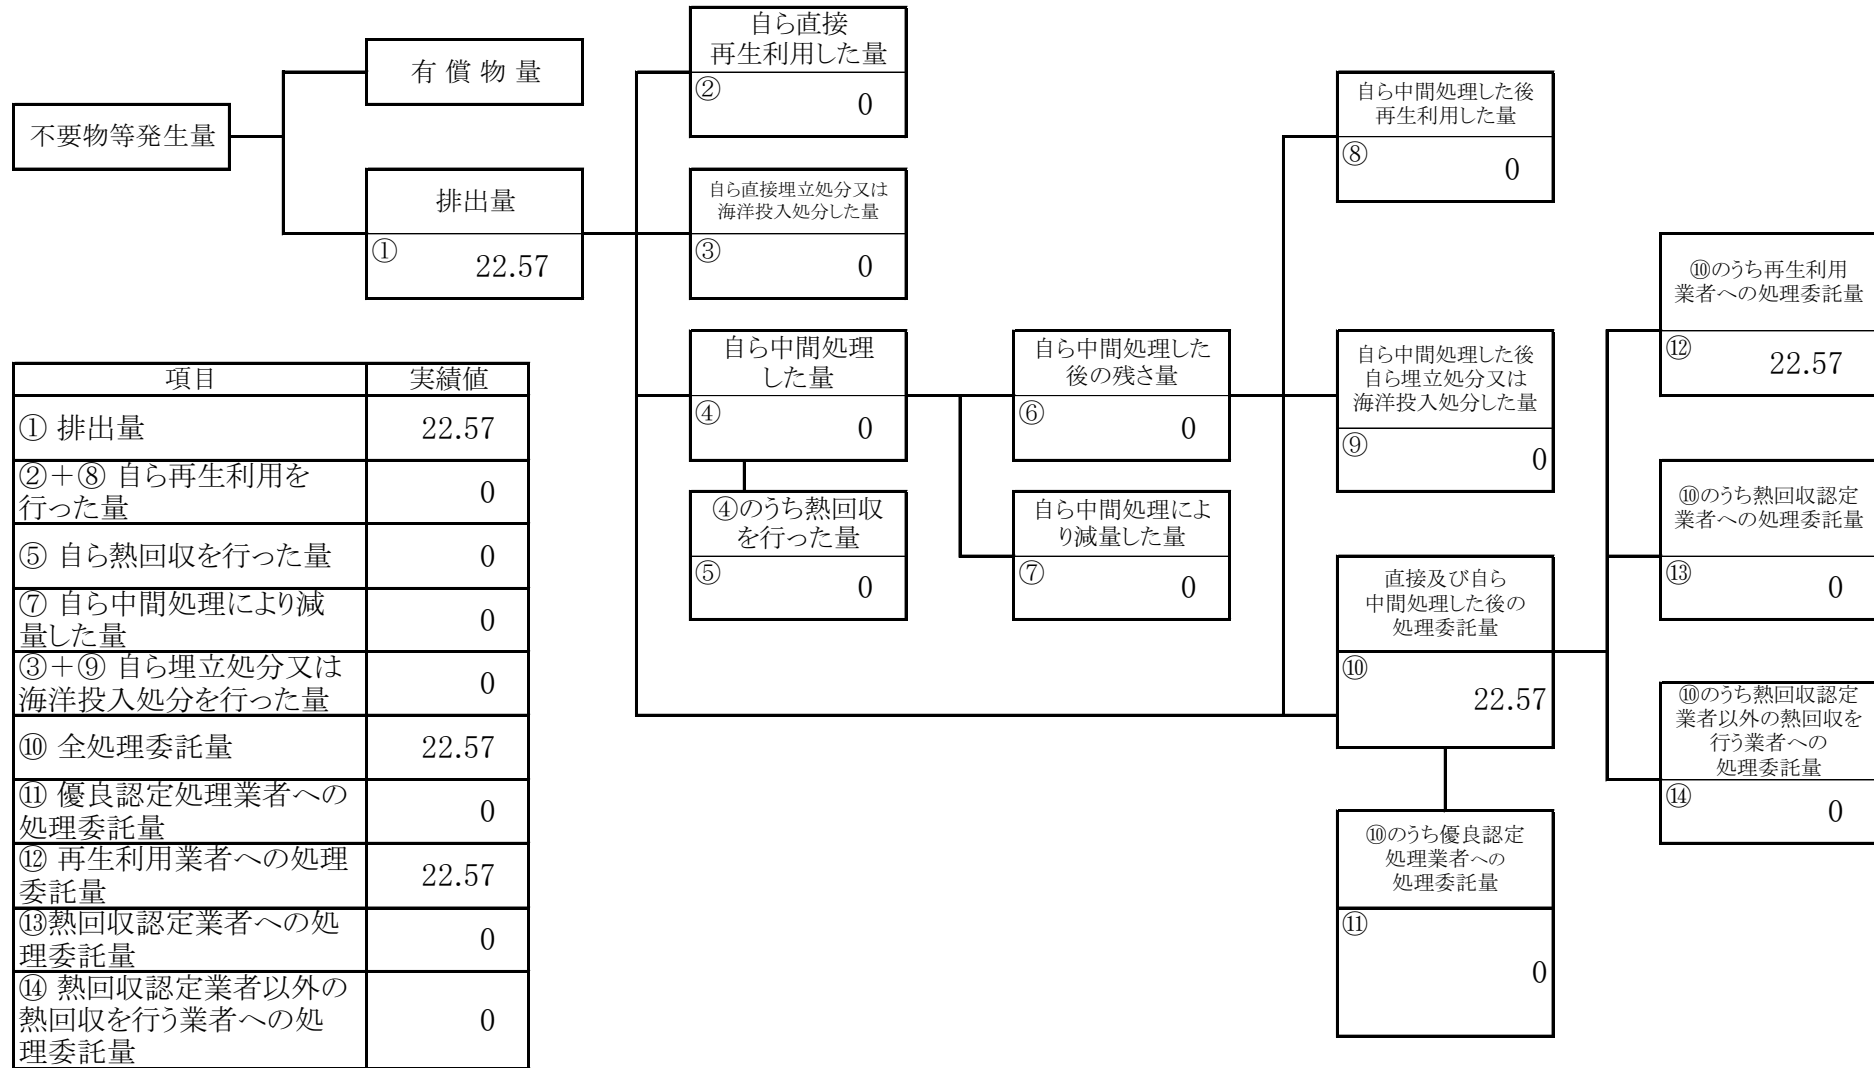 不要物等発生量
有 償 物 量
排出量
①
22.57
自ら直接
再生利用した量
②
0
自ら直接埋立処分又は
海洋投入処分した量
③
0
自ら中間処理
した量
④
0
④のうち熱回収
を行った量
⑤
0
自ら中間処理した
後の残さ量
⑥
0
自ら中間処理によ
り減量した量
⑦
0
自ら中間処理した後
再生利用した量
⑧
0
自ら中間処理した後
自ら埋立処分又は
海洋投入処分した量
⑨
0
直接及び自ら
中間処理した後の
処理委託量
⑩
22.57
⑩のうち優良認定
処理業者への
処理委託量
⑪
0
⑩のうち再生利用
業者への処理委託量
⑫
22.57
⑩のうち熱回収認定
業者への処理委託量
⑬
0
⑩のうち熱回収認定
業者以外の熱回収を
行う業者への
処理委託量
⑭
0
項目 実績値
① 排出量 22.57
②＋⑧ 自ら再生利用を
行った量 0
⑤ 自ら熱回収を行った量 0
⑦ 自ら中間処理により減
量した量 0
③＋⑨ 自ら埋立処分又は
海洋投入処分を行った量 0
⑩ 全処理委託量 22.57
⑪ 優良認定処理業者への
処理委託量 0
⑫ 再生利用業者への処理
委託量 22.57
⑬熱回収認定業者への処
理委託量 0
⑭ 熱回収認定業者以外の
熱回収を行う業者への処
理委託量 0